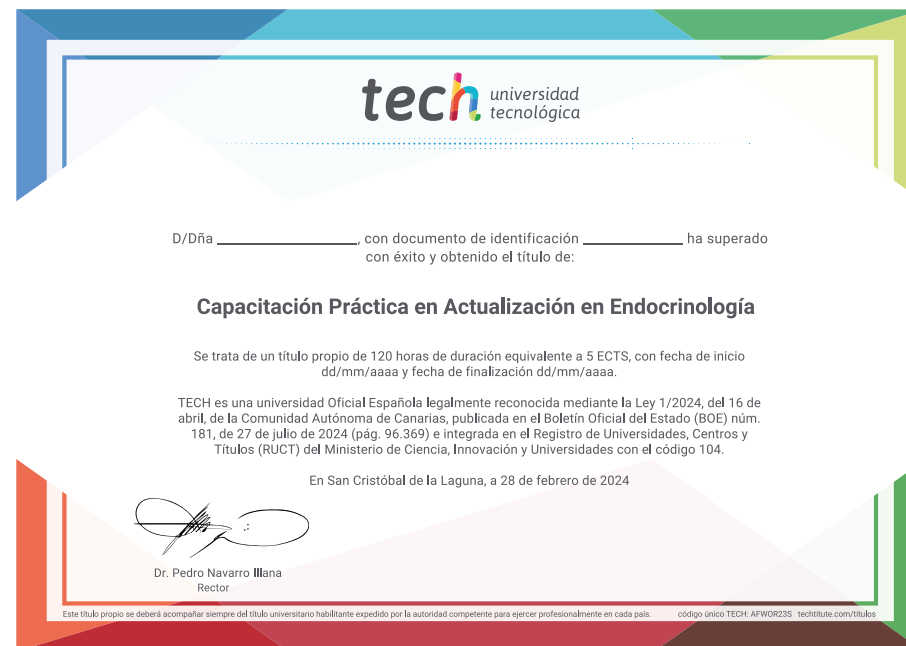 tech universidad
tecnológica
D/Dña ____________________, con documento de identificación ______________ ha superado
con éxito y obtenido el título de:
Capacitación Práctica en Actualización en Endocrinología
Se trata de un título propio de 120 horas de duración equivalente a 5 ECTS, con fecha de inicio
dd/mm/aaaa y fecha de finalización dd/mm/aaaa.
TECH es una universidad Oficial Española legalmente reconocida mediante la Ley 1/2024, del 16 de
abril, de la Comunidad Autónoma de Canarias, publicada en el Boletín Oficial del Estado (BOE) núm.
181, de 27 de julio de 2024 (pág. 96.369) e integrada en el Registro de Universidades, Centros y
Títulos (RUCT) del Ministerio de Ciencia, Innovación y Universidades con el código 104.
En San Cristóbal de la Laguna, a 28 de febrero de 2024
Dr. Pedro Navarro Illana
Rector
Este título propio se deberá acompañar siempre del título universitario habilitante expedido por la autoridad competente para ejercer profesionalmente en cada país. código único TECH: AFWOR23S techtitute.com/titulos